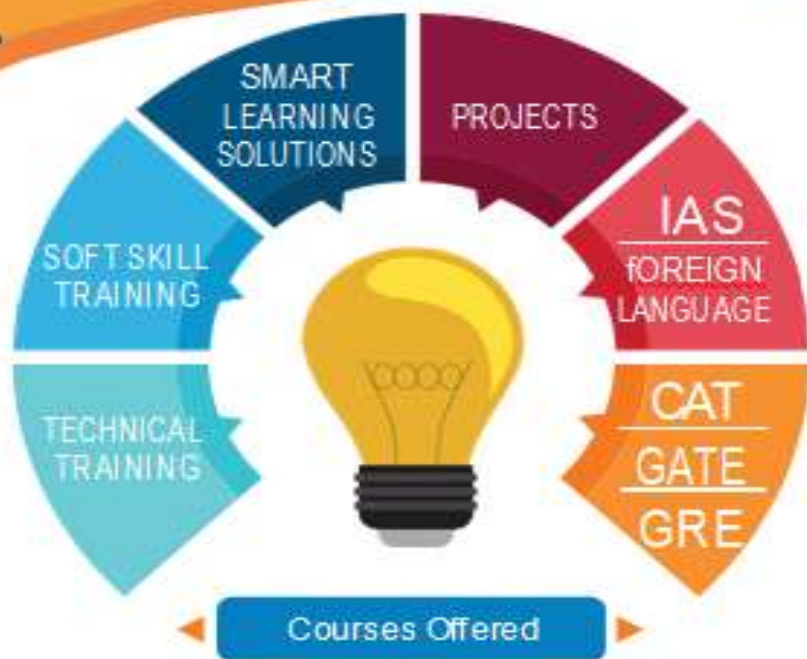 SMART
LEARNING
SOLUTIONS
PROJECTS
SOFT SKILL
TRAINING
IAS
fOREIGN
LANGUAGE
TECHNICAL
TRAINING
CAT
GATE
GRE
Courses Offered